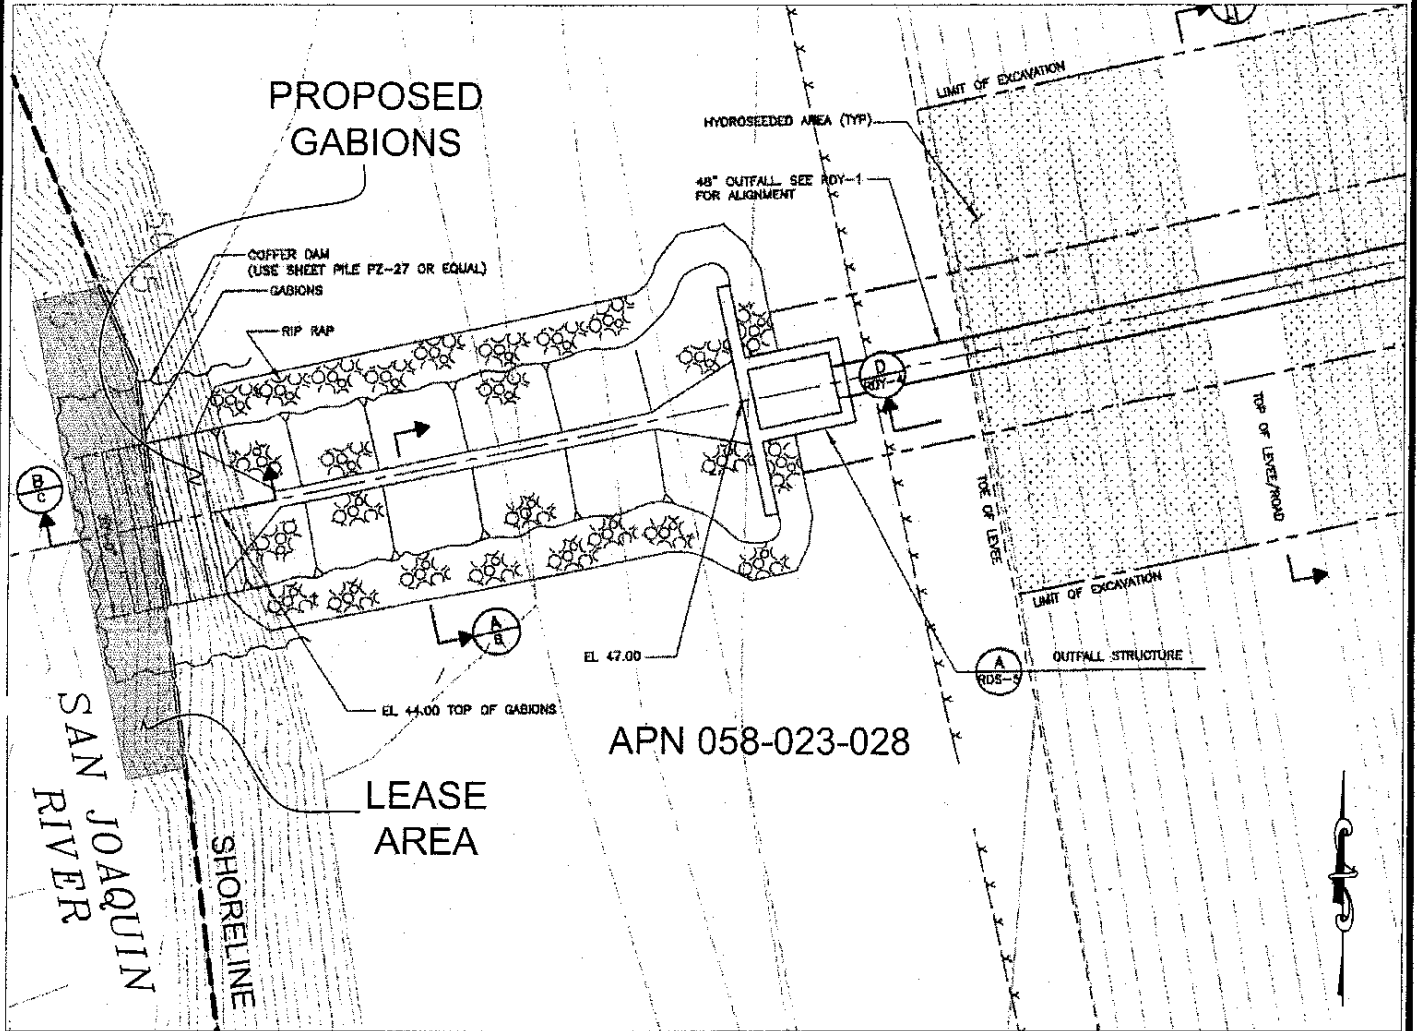 LIMIT OF EXCAVATION
PROPOSED
GABIONS
HYDROSEEDED AREA (TYP)
48" OUTFALL SEE RDY-1
FOR ALIGNMENT
COFFER DAM
(USE SHEET PILE PZ-27 OR EQUAL)
GABIONS
RIP RAP
D
RDY-4
TOP OF LEVEE/ROAD
B
C
TOE OF LEVEE
LIMIT OF EXCAVATION
A
B
EL 47.00
A
RDS-5
OUTFALL STRUCTURE
EL 44.00 TOP OF GABIONS
APN 058-023-028
LEASE
AREA
SAN JOAQUIN
RIVER
SHORELINE